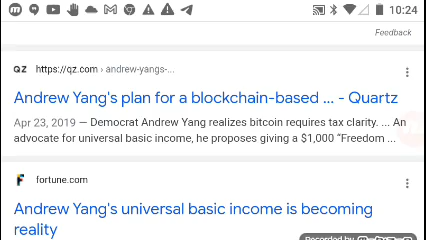 10:24
Feedback
QZ https://qz.com › andrew-yangs-...
Andrew Yang's plan for a blockchain-based ... - Quartz
Apr 23, 2019 — Democrat Andrew Yang realizes bitcoin requires tax clarity. ... An
advocate for universal basic income, he proposes giving a $1,000 “Freedom ...
fortune.com
Andrew Yang's universal basic income is becoming
reality
Recorded by